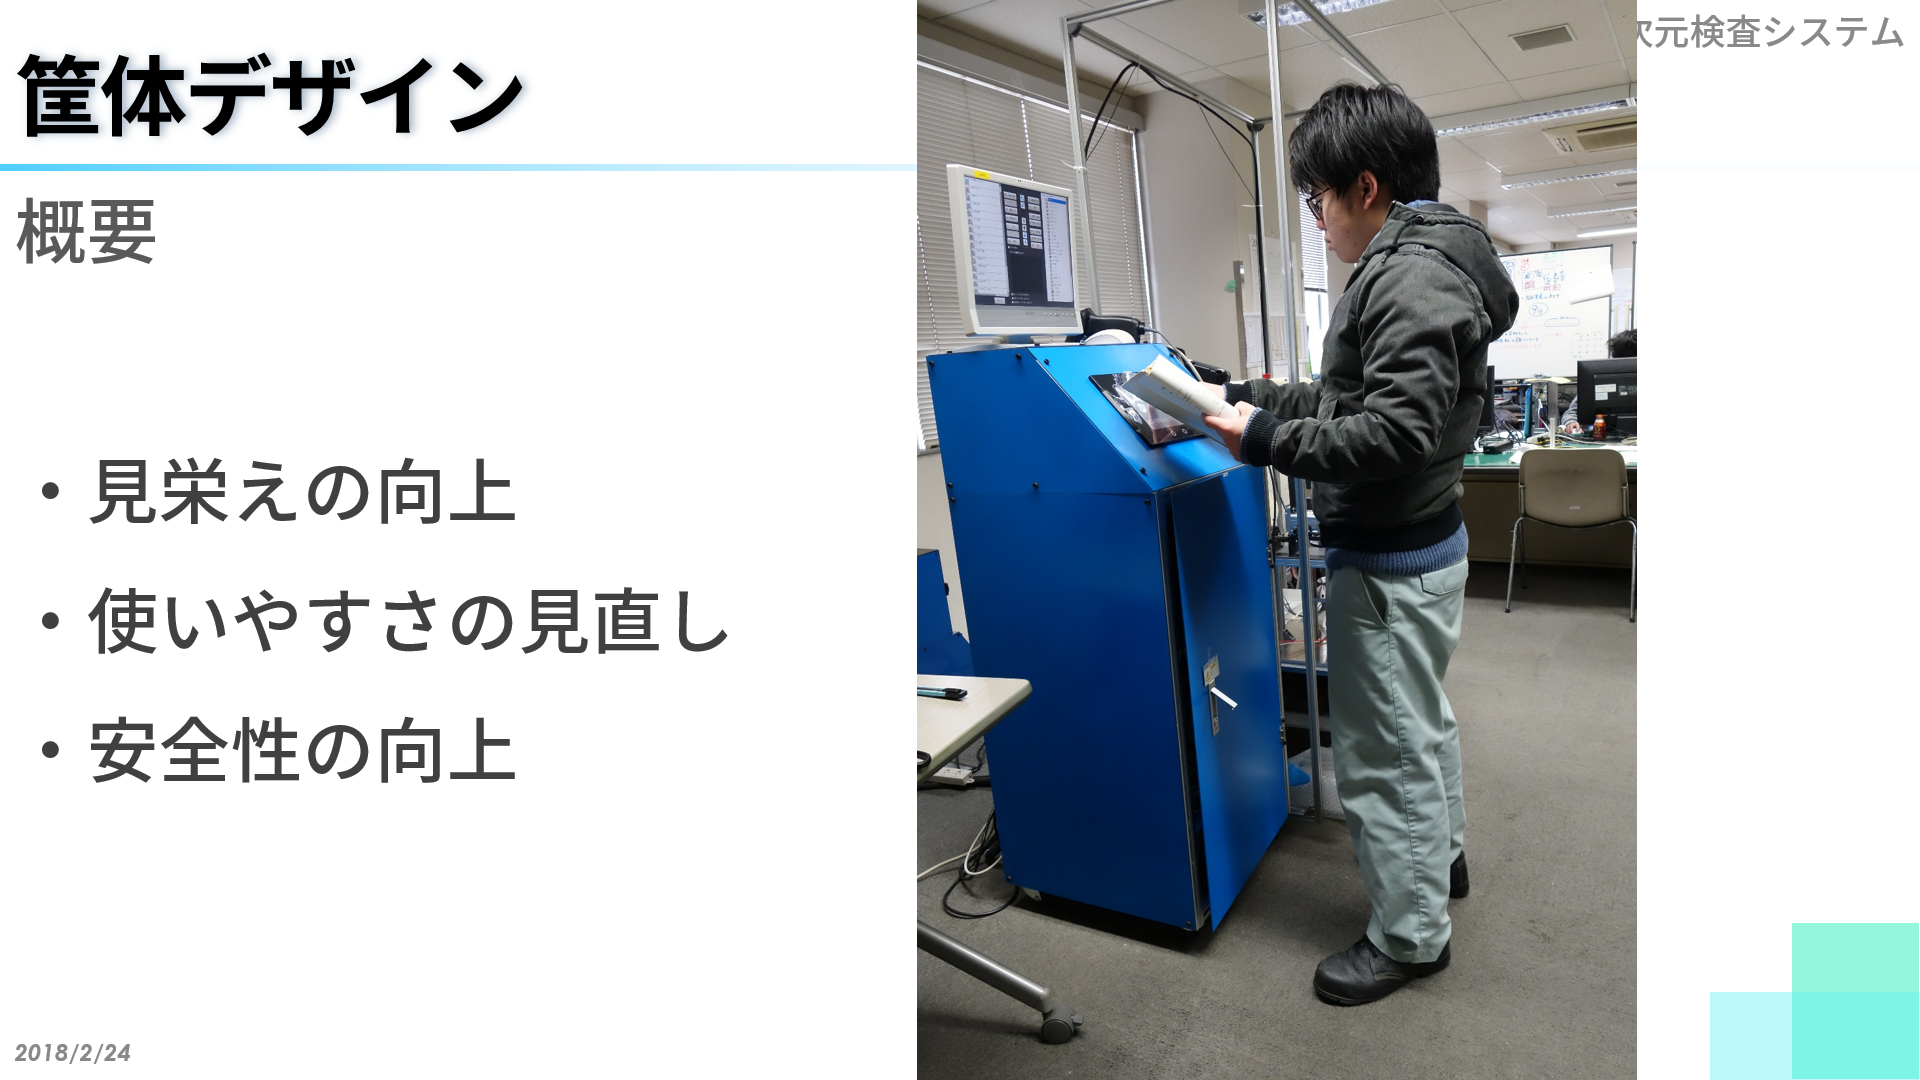 次元検査システム
筐体デザイン
概要
・見栄えの向上
・使いやすさの見直し
・安全性の向上
2018/2/24